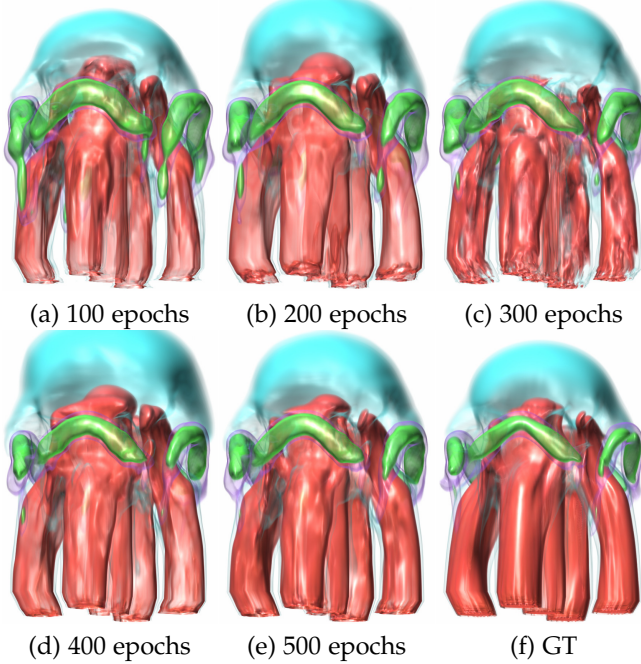 (a) 100 epochs
(b) 200 epochs
(c) 300 epochs
(d) 400 epochs
(e) 500 epochs
(f) GT